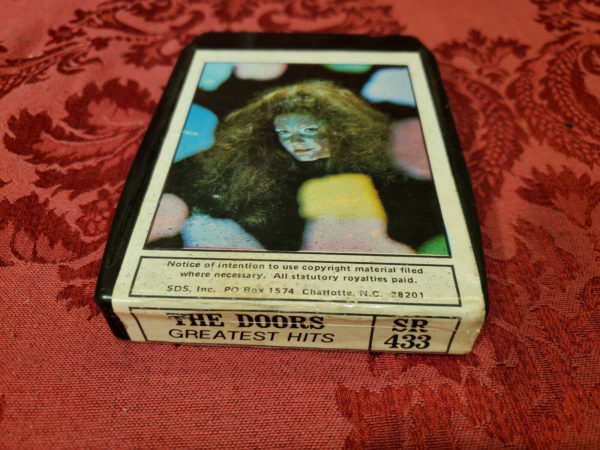 Notice of intention to use copyright material filed
where necessary. All statutory royalties paid.
SDS, Inc. PO Box 1574 Charlotte, N.C. 28201
THE DOORS
GREATEST HITS
SR
433